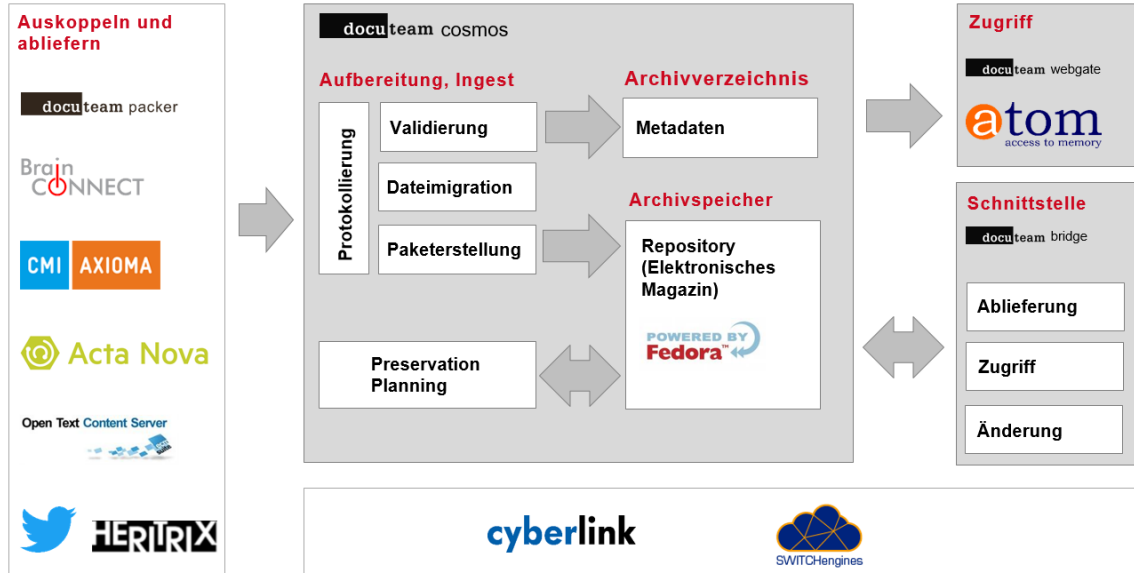 Auskoppeln und
abliefern
docuteam packer
Brain
CONNECT
CMI AXIOMA
Acta Nova
Open Text Content Server
HERITRIX
docuteam cosmos
Aufbereitung, Ingest
Protokollierung
Validierung
Dateimigration
Paketerstellung
Preservation
Planning
Archivverzeichnis
Metadaten
Archivspeicher
Repository
(Elektronisches
Magazin)
POWERED BY
Fedora™
Zugriff
docuteam webgate
atom
access to memory
Schnittstelle
docuteam bridge
Ablieferung
Zugriff
Änderung
cyberlink
SWITCHengines